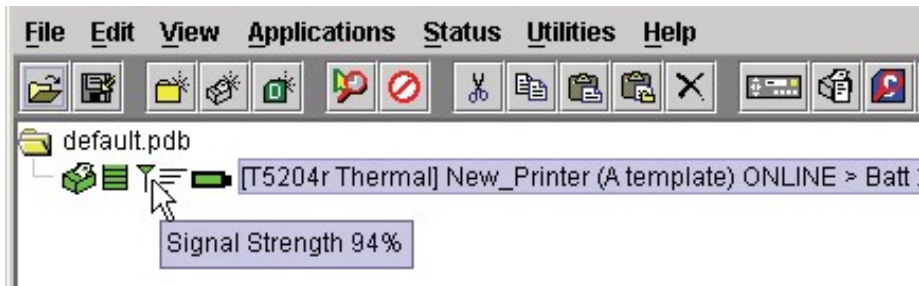 File Edit View Applications Status Utilities Help
default.pdb
[T5204r Thermal] New_Printer (A template) ONLINE > Batt
Signal Strength 94%